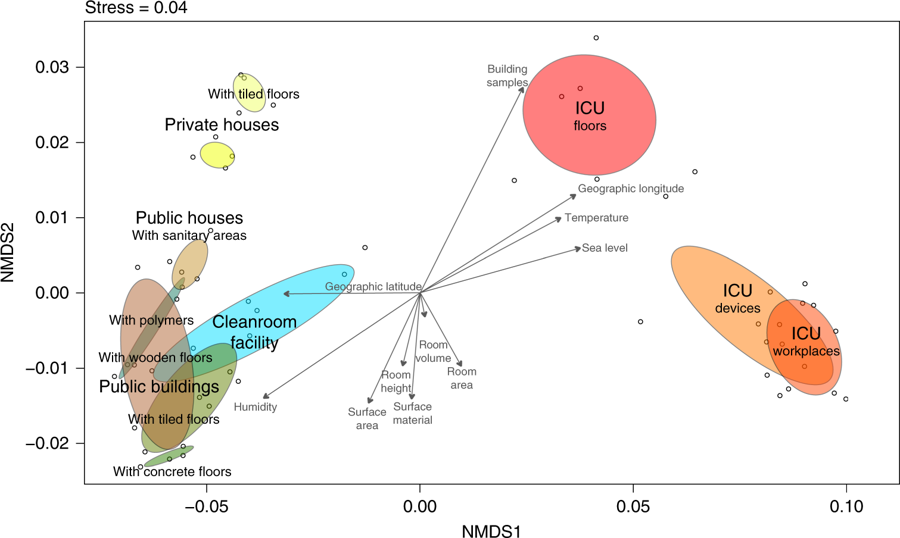 Stress = 0.04
NMDS2
0.03
0.02
0.01
0.00
−0.01
−0.02
With tiled floors
Private houses
Public houses
With sanitary areas
With polymers
With wooden floors
Public buildings
With tiled floors
With concrete floors
Cleanroom
facility
Building
samples
ICU
floors
Geographic longitude
Temperature
Sea level
Geographic latitude
Humidity
Room
volume
Room
height
Room
area
Surface
area
Surface
material
ICU
devices
ICU
workplaces
−0.05
0.00
0.05
0.10
NMDS1